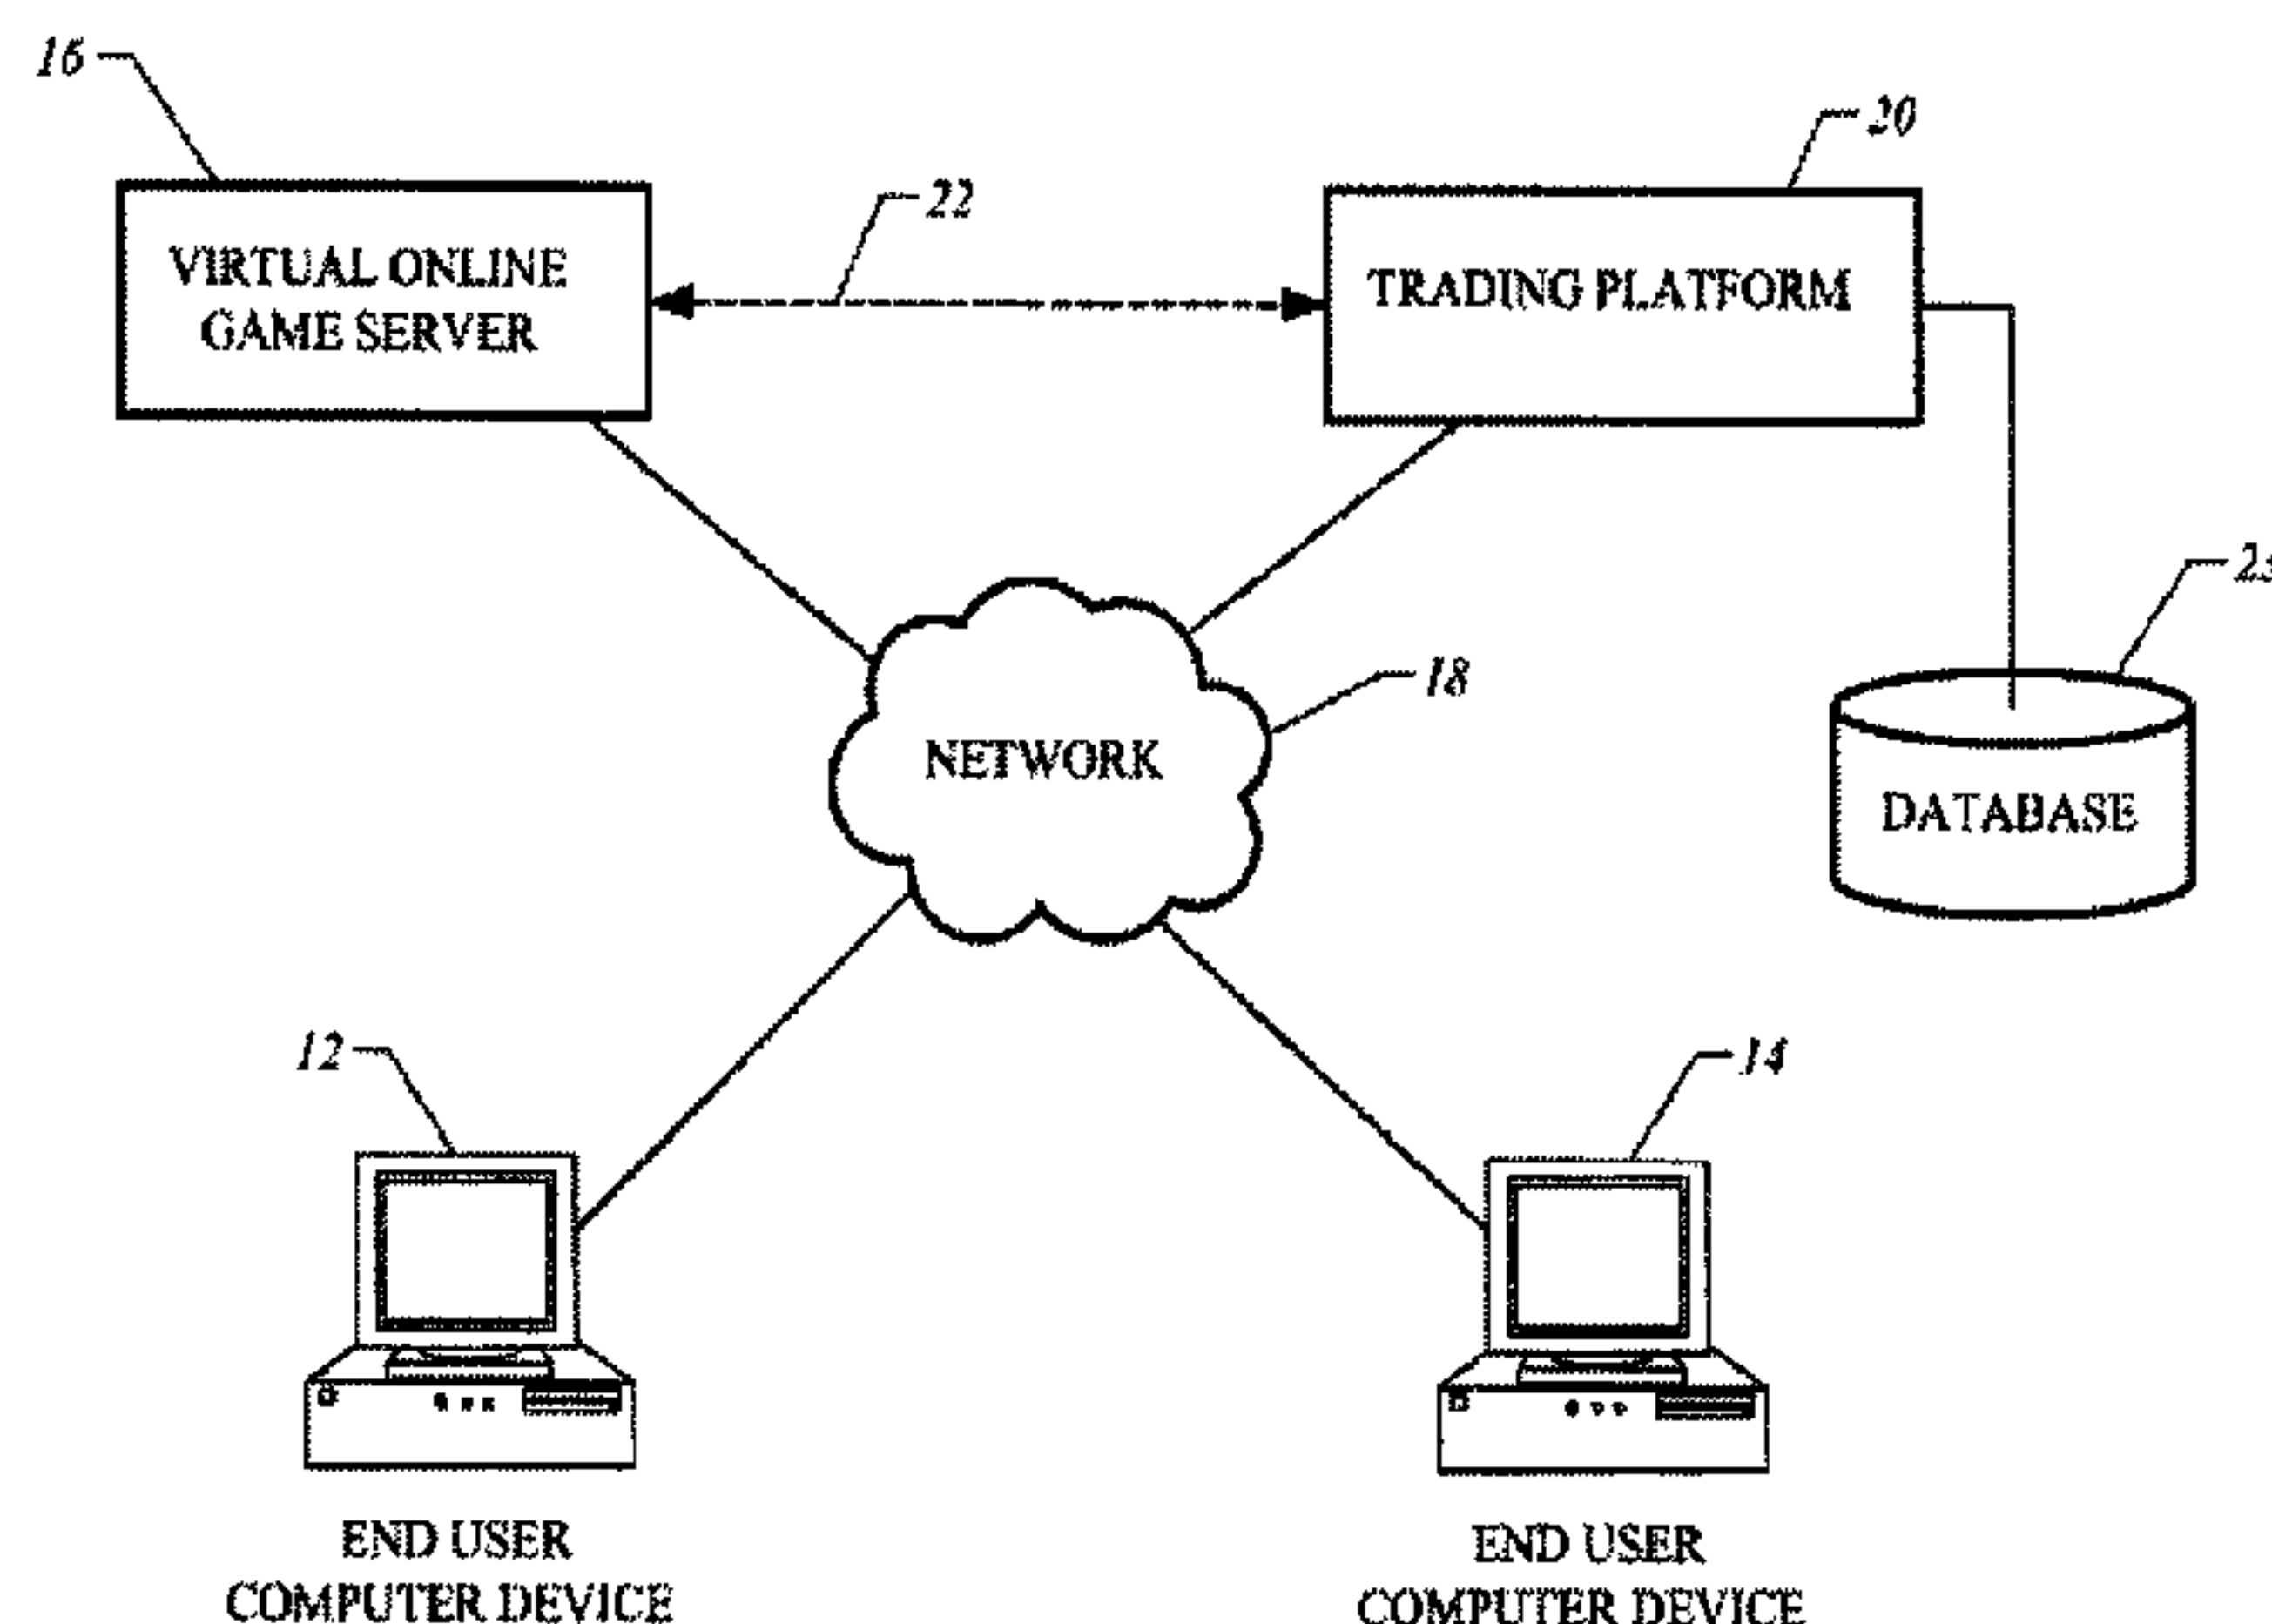 16
20
22
VIRTUAL ONLINE
GAME SERVER
TRADING PLATFORM
18
NETWORK
DATABASE
12
14
END USER
COMPUTER DEVICE
END USER
COMPUTER DEVICE